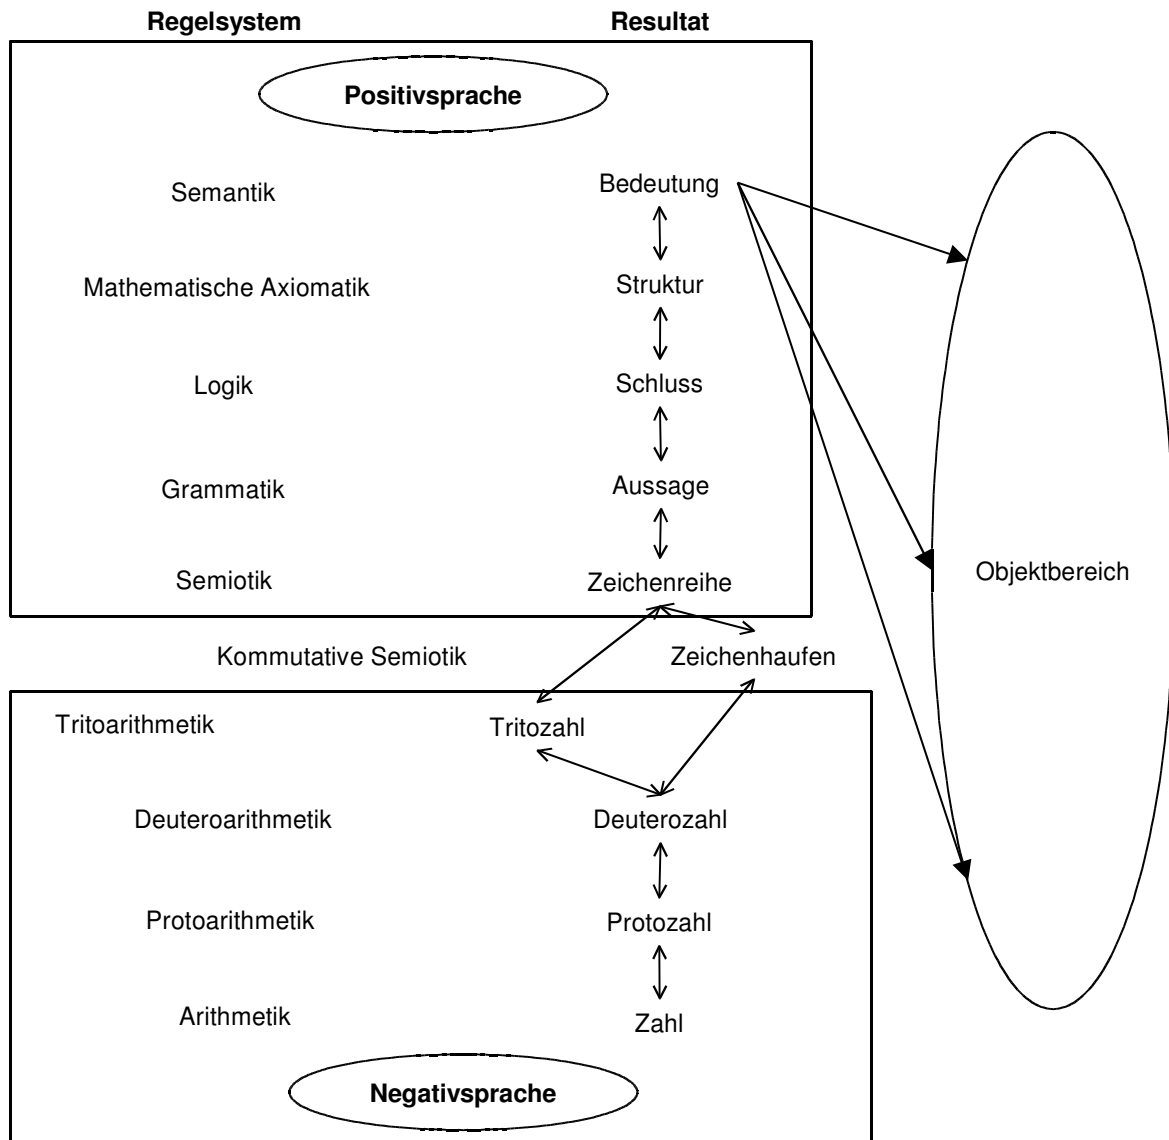 Regelsystem Resultat
Positivsprache
Semantik Bedeutung
Mathematische Axiomatik Struktur
Logik Schluss
Grammatik Aussage
Semiotik Zeichenreihe
Objektbereich
Kommutative Semiotik Zeichenhaufen
Tritoarithmetik Tritozahl
Deuteroarithmetik Deuterozahl
Protoarithmetik Protozahl
Arithmetik Zahl
Negativsprache